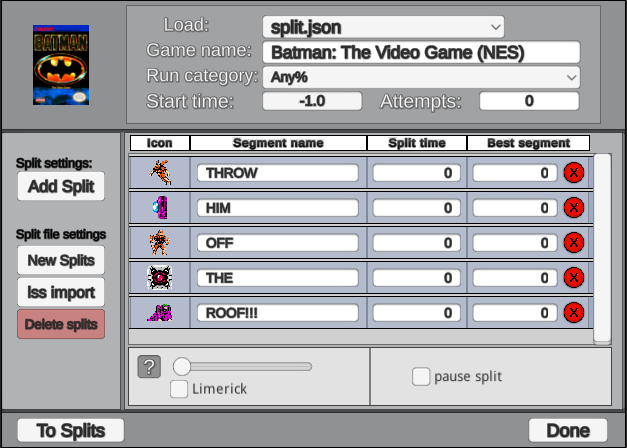 Load: split.json
BATMAN
Game name: Batman: The Video Game (NES)
Run category: Any%
Start time: -1.0 Attempts: 0
Icon Segment name Split time Best segment
Split settings:
THROW 0 0 X
Add Split
HIM 0 0 X
Split file settings
OFF 0 0 X
New Splits
THE 0 0 X
lss import
ROOF!!! 0 0 X
Delete splits
?
Limerick
pause split
To Splits Done